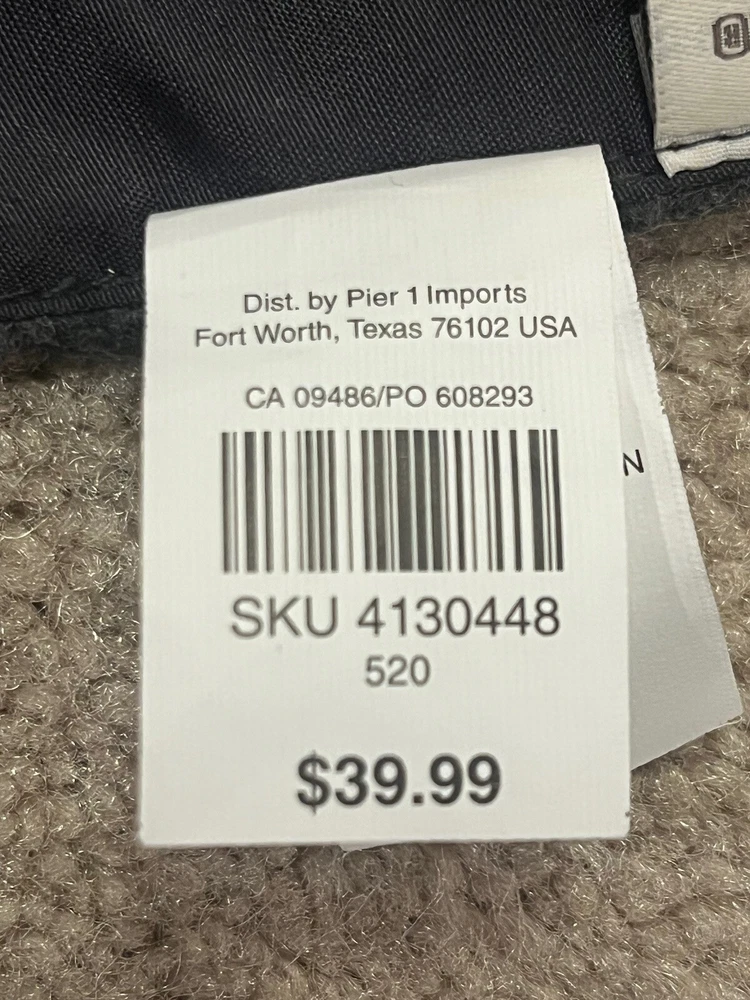 Dist. by Pier 1 Imports
Fort Worth, Texas 76102 USA
CA 09486/PO 608293
SKU 4130448
520
$39.99
N